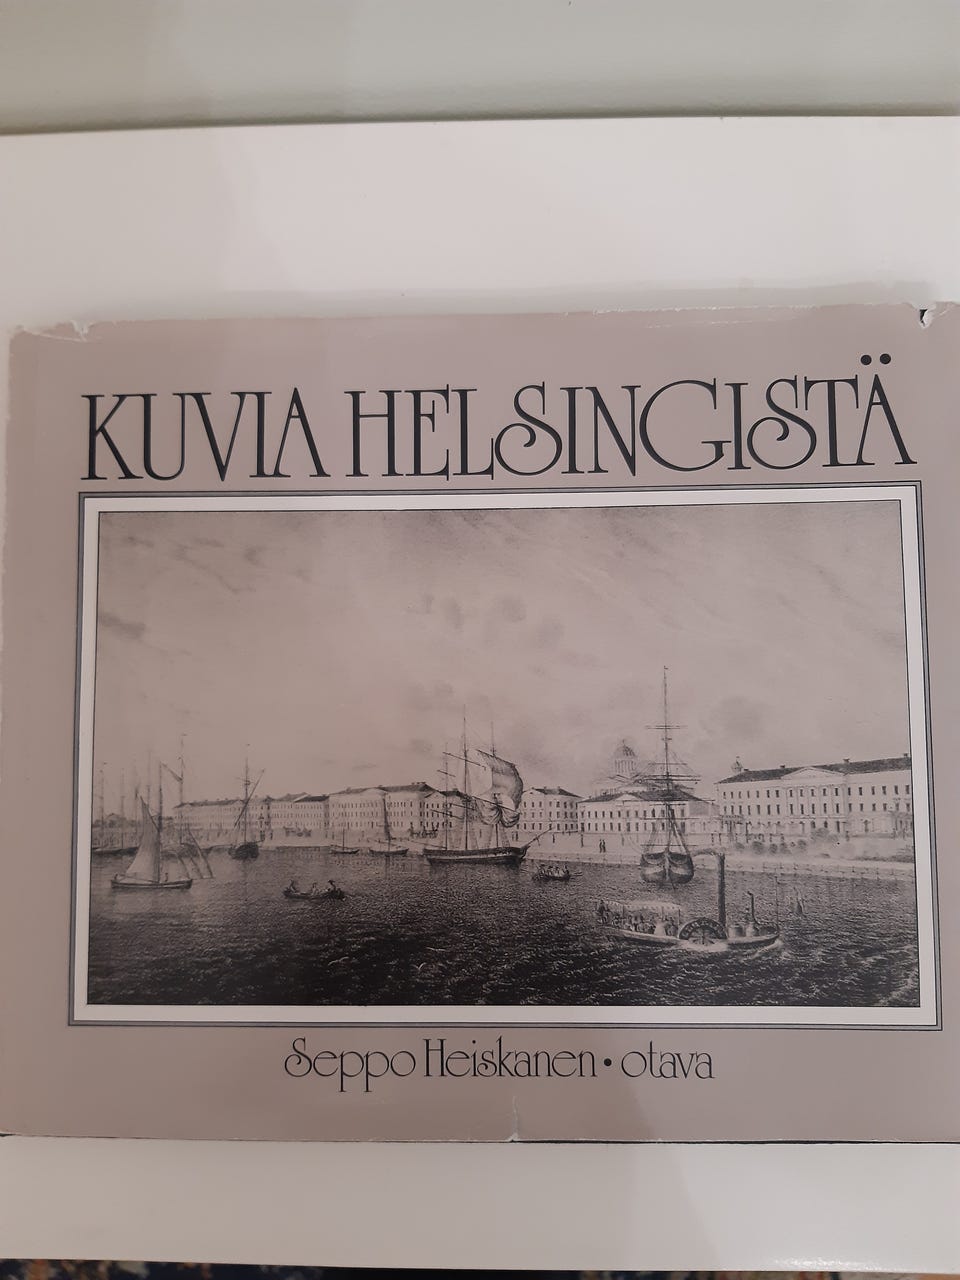 KUVIA HELSINGISTÄ
Seppo Heiskanen • otava